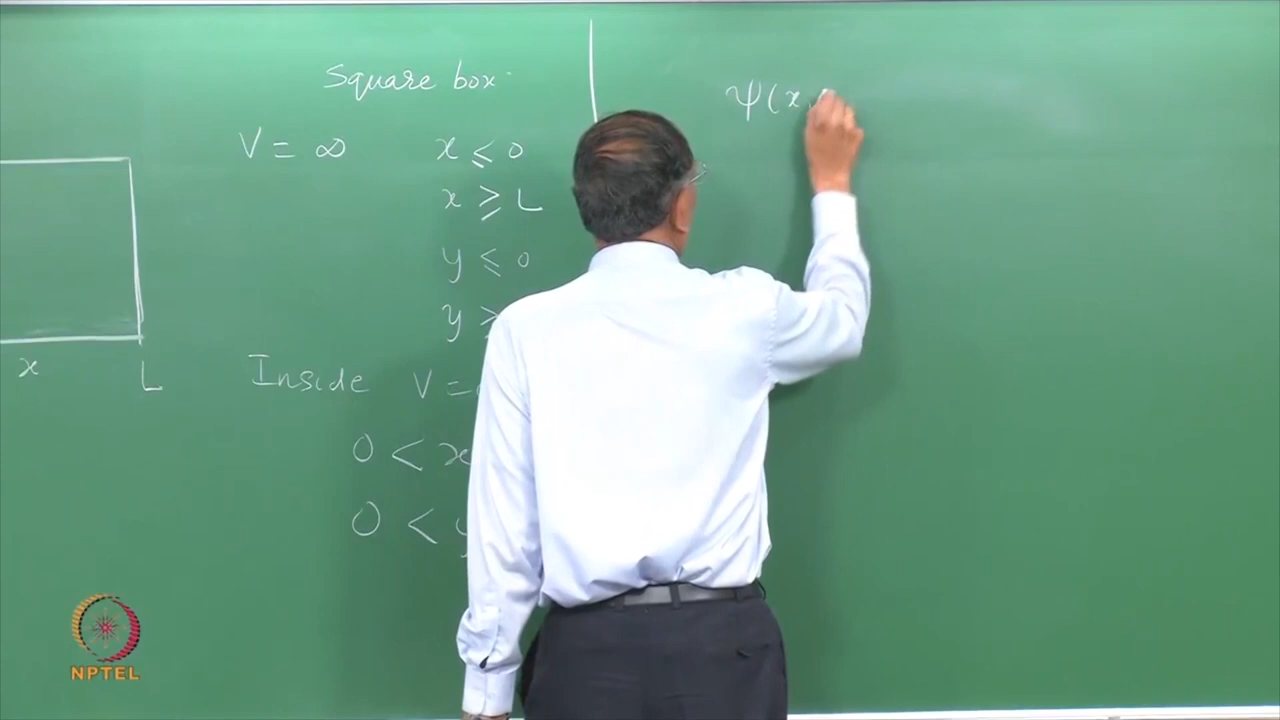 Square box
V = ∞ x ≤ 0
x ≥ L
y ≤ 0
y
x L
Inside V =
0 < x
0 < y
ψ(x,
NPTEL